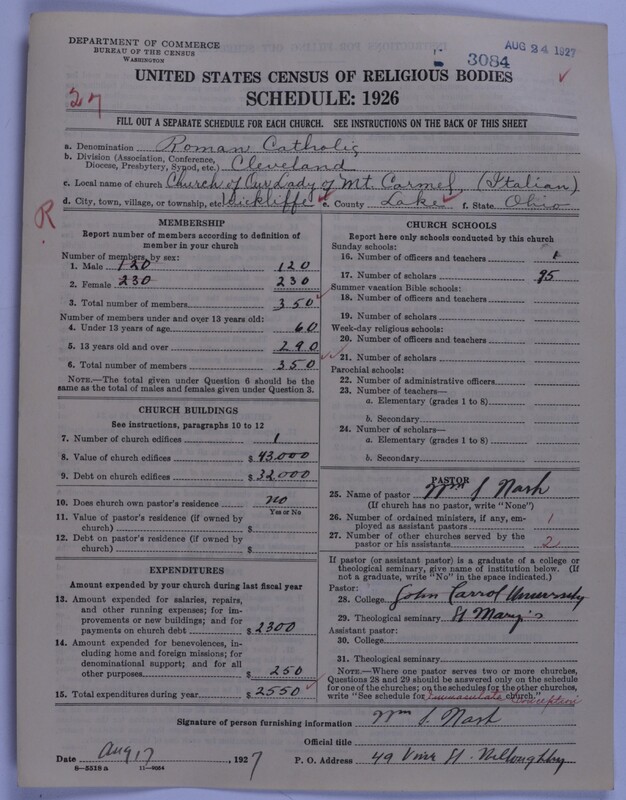 DEPARTMENT OF COMMERCE
BUREAU OF THE CENSUS
WASHINGTON
3084
AUG 24 1927
UNITED STATES CENSUS OF RELIGIOUS BODIES
SCHEDULE: 1926
27
FILL OUT A SEPARATE SCHEDULE FOR EACH CHURCH. SEE INSTRUCTIONS ON THE BACK OF THIS SHEET
a. Denomination Roman Catholic
b. Division (Association, Conference, Diocese, Presbytery, Synod, etc.) Cleveland
c. Local name of church Church of Our Lady of Mt. Carmel, (Italian)
d. City, town, village, or township, etc. Wickliffe e. County Lake f. State Ohio
R
MEMBERSHIP
Report number of members according to definition of
member in your church
Number of members, by sex:
1. Male 120 120
2. Female 230 230
3. Total number of members 350
Number of members under and over 13 years old:
4. Under 13 years of age 60
5. 13 years old and over 290
6. Total number of members 350
NOTE.—The total given under Question 6 should be
same as the total of males and females given under Question 3.
CHURCH BUILDINGS
See instructions, paragraphs 10 to 12
7. Number of church edifices 1
8. Value of church edifices $ 43.000
9. Debt on church edifices $ 32.000
10. Does church own pastor's residence no
Yes or No
11. Value of pastor's residence (if owned by
church) $
12. Debt on pastor's residence (if owned by
church) $
EXPENDITURES
Amount expended by your church during last fiscal year
13. Amount expended for salaries, repairs,
and other running expenses; for im-
provements or new buildings; and for
payments on church debt $ 2300
14. Amount expended for benevolences, in-
cluding home and foreign missions; for
denominational support; and for all
other purposes $ 250
15. Total expenditures during year $ 2550
CHURCH SCHOOLS
Report here only schools conducted by this church
Sunday schools:
16. Number of officers and teachers
17. Number of scholars 95
Summer vacation Bible schools:
18. Number of officers and teachers
19. Number of scholars
Week-day religious schools:
20. Number of officers and teachers
21. Number of scholars
Parochial schools:
22. Number of administrative officers
23. Number of teachers—
a. Elementary (grades 1 to 8)
b. Secondary
24. Number of scholars—
a. Elementary (grades 1 to 8)
b. Secondary
PASTOR
25. Name of pastor Wm S Nash
(If church has no pastor, write "None")
26. Number of ordained ministers, if any, em-
ployed as assistant pastors 1
27. Number of other churches served by the
pastor or his assistants 2
If pastor (or assistant pastor) is a graduate of a college or
theological seminary, give name of institution below. (If
not a graduate, write "No" in the space indicated.)
Pastor:
28. College John Carrol University
29. Theological seminary St Mary's
Assistant pastor:
30. College
31. Theological seminary
NOTE.—Where one pastor serves two or more churches,
Questions 28 and 29 should be answered only on the schedule
for one of the churches; on the schedules for the other churches,
write "See schedule for Immaculate Conception church."
Signature of person furnishing information Wm S. Nash
Official title
Date Aug 17, 1927
P. O. Address 49 Vine St. Willoughby
6—5518 a 11—9084